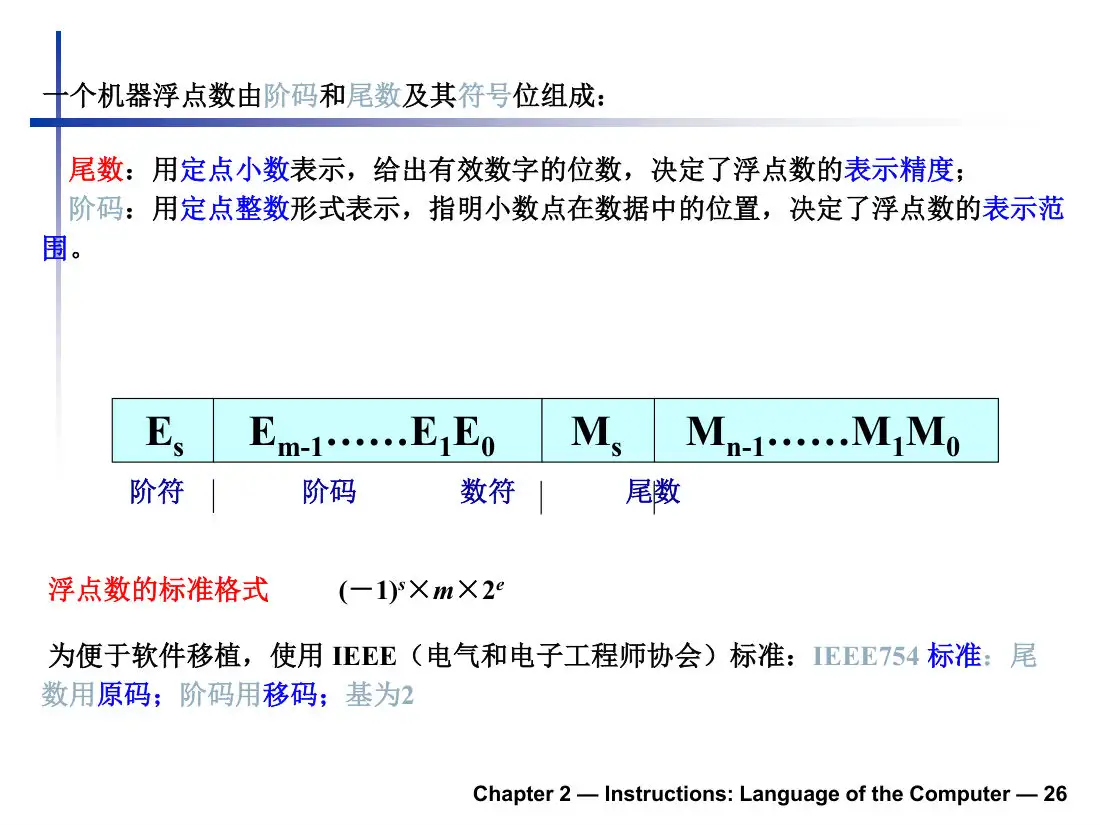 一个机器浮点数由阶码和尾数及其符号位组成：
尾数：用定点小数表示，给出有效数字的位数，决定了浮点数的表示精度；
阶码：用定点整数形式表示，指明小数点在数据中的位置，决定了浮点数的表示范
围。
Es Em-1……E1E0 Ms Mn-1……M1M0
阶符 阶码 数符 尾数
浮点数的标准格式 (－1)s×m×2e
为便于软件移植，使用 IEEE（电气和电子工程师协会）标准：IEEE754 标准：尾
数用原码；阶码用移码；基为2
Chapter 2 — Instructions: Language of the Computer — 26